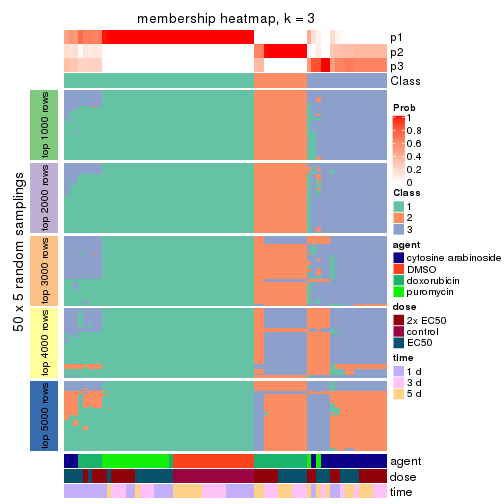 membership heatmap, k = 3
p1
p2
p3
Class
50 x 5 random samplings
top 1000 rows
top 2000 rows
top 3000 rows
top 4000 rows
top 5000 rows
agent
dose
time
Prob
1
0.8
0.6
0.4
0.2
0
Class
1
2
3
agent
cytosine arabinoside
DMSO
doxorubicin
puromycin
dose
2x EC50
control
EC50
time
1 d
3 d
5 d